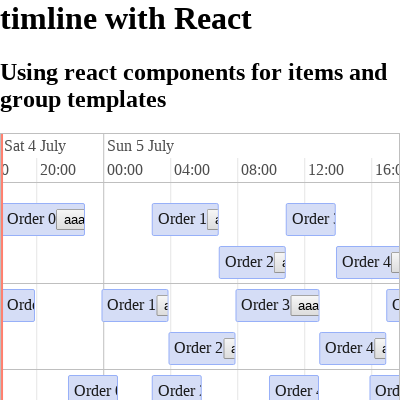 timline with React
Using react components for items and
group templates
Sat 4 July Sun 5 July
0 20:00 00:00 04:00 08:00 12:00 16:0
Order 0 aaa Order 1 a Order 3
Order 2 a Order 4
Orde Order 1 a Order 3 aaa O
Order 2 a Order 4 a
Order 0 Order 2 Order 4 Ord